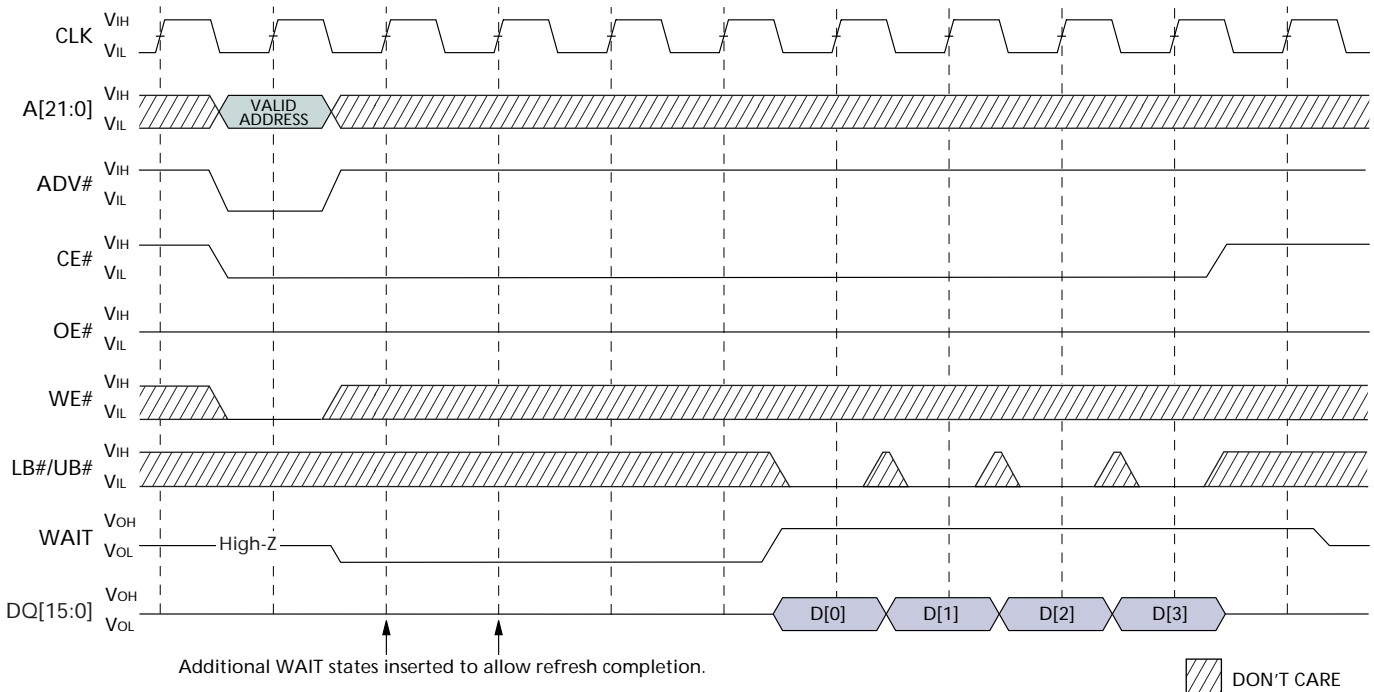 CLK VIH
VIL
A[21:0] VIH
VIL
VALID
ADDRESS
ADV# VIH
VIL
CE# VIH
VIL
OE# VIH
VIL
WE# VIH
VIL
LB#/UB# VIH
VIL
WAIT VOH
VOL
High-Z
DQ[15:0] VOH
VOL
D[0] D[1] D[2] D[3]
Additional WAIT states inserted to allow refresh completion.
DON'T CARE